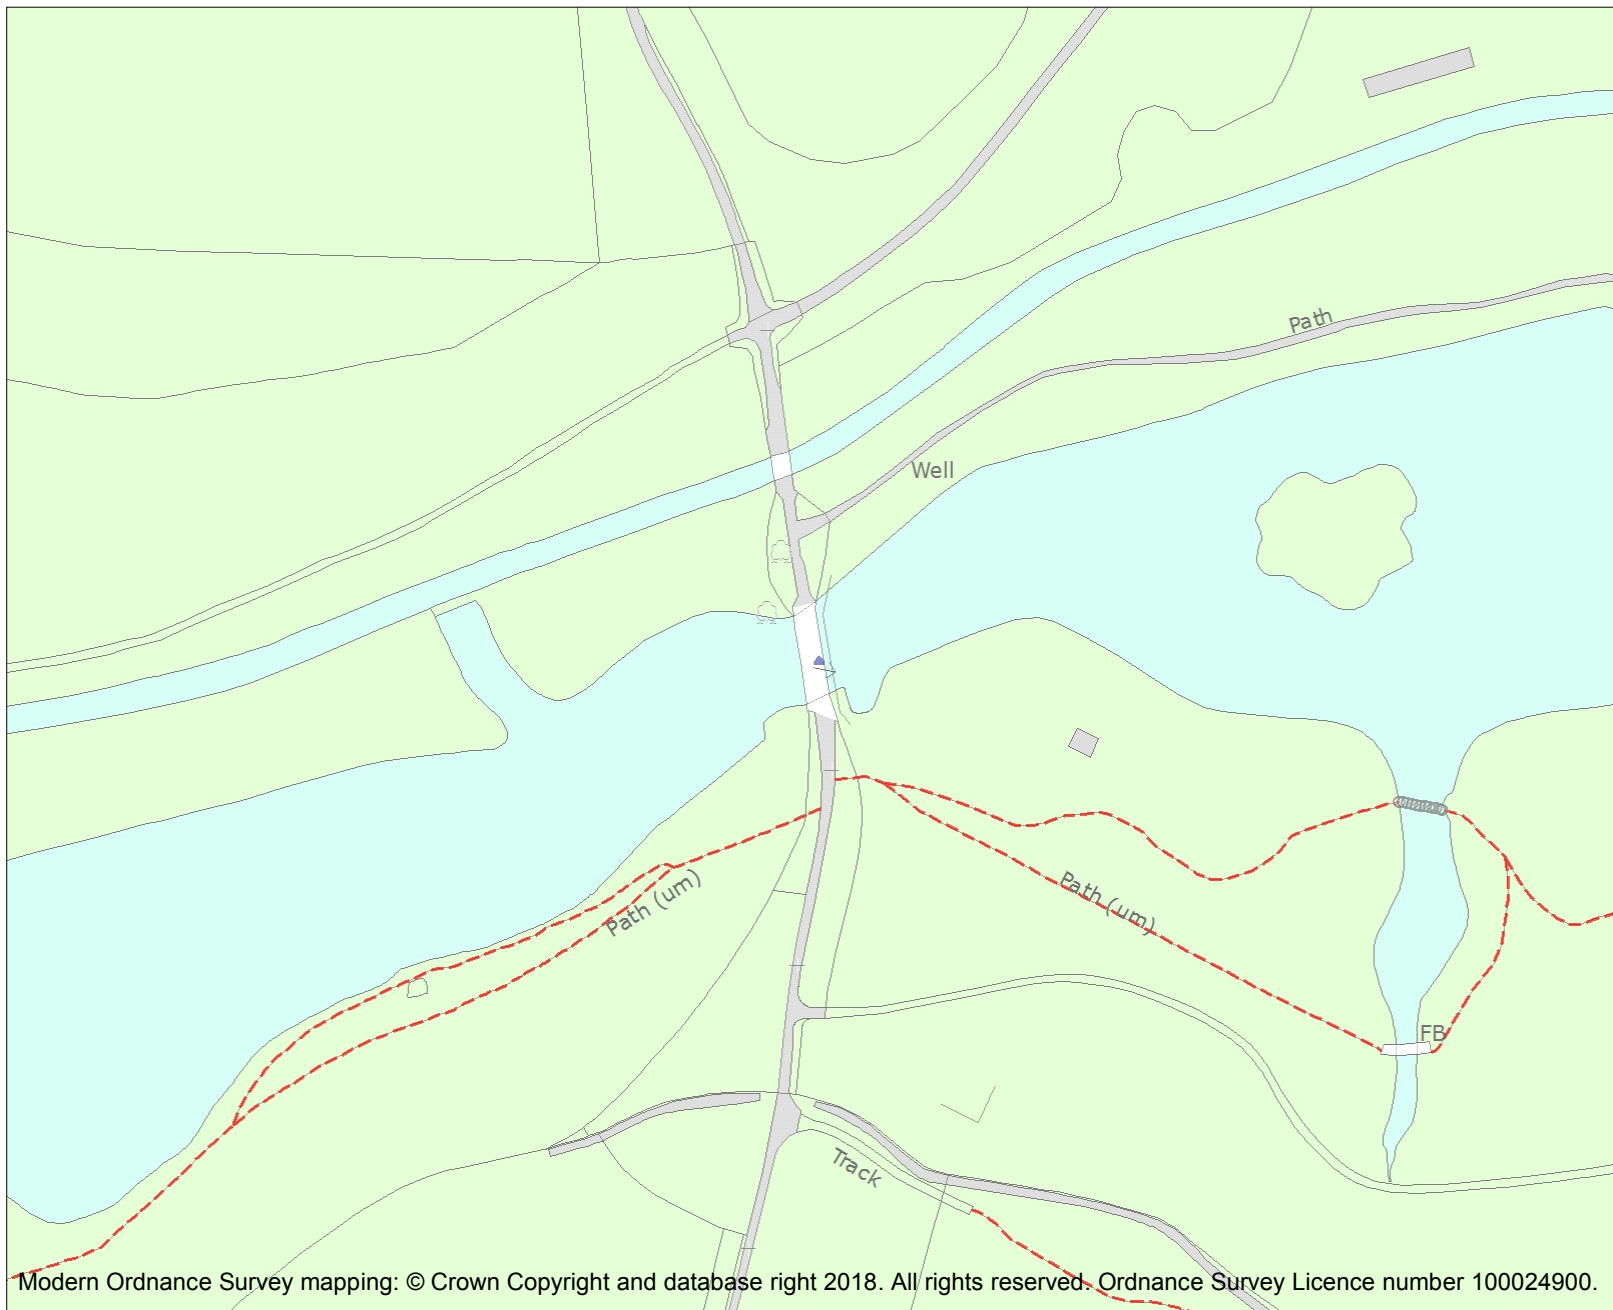 Path
Well
Path (um)
Path (um)
FB
Track
Modern Ordnance Survey mapping: © Crown Copyright and database right 2018. All rights reserved. Ordnance Survey Licence number 100024900.